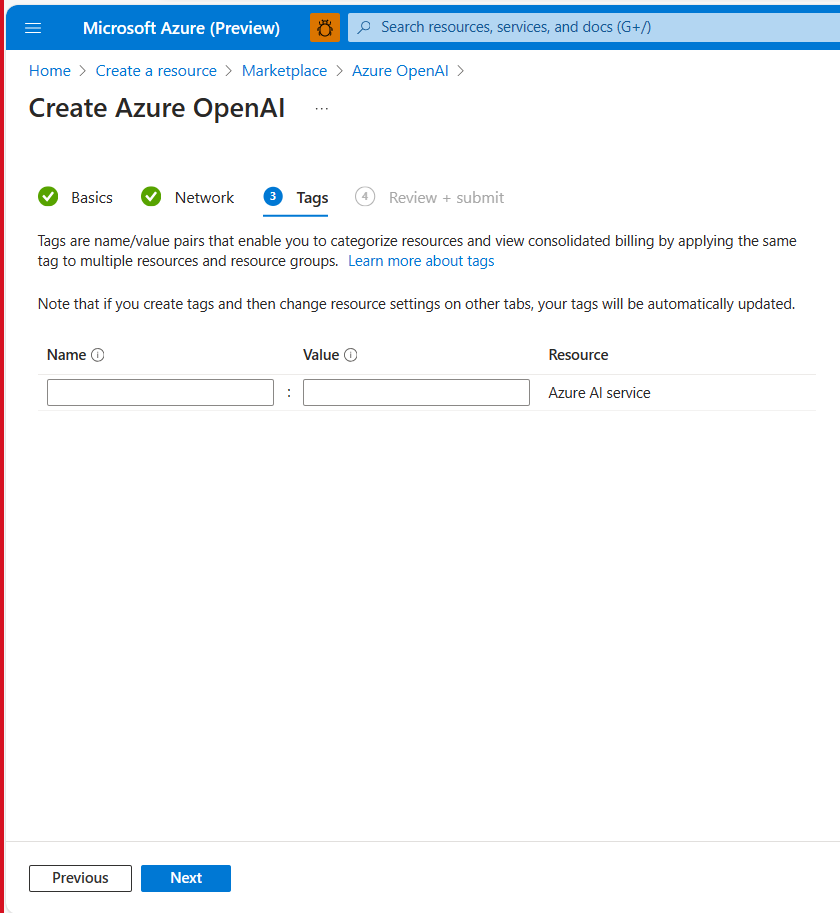 Microsoft Azure (Preview) Search resources, services, and docs (G+/)
Home > Create a resource > Marketplace > Azure OpenAI >
Create Azure OpenAI ...
Basics Network 3 Tags 4 Review + submit
Tags are name/value pairs that enable you to categorize resources and view consolidated billing by applying the same
tag to multiple resources and resource groups. Learn more about tags
Note that if you create tags and then change resource settings on other tabs, your tags will be automatically updated.
Name Value Resource
: Azure AI service
Previous Next